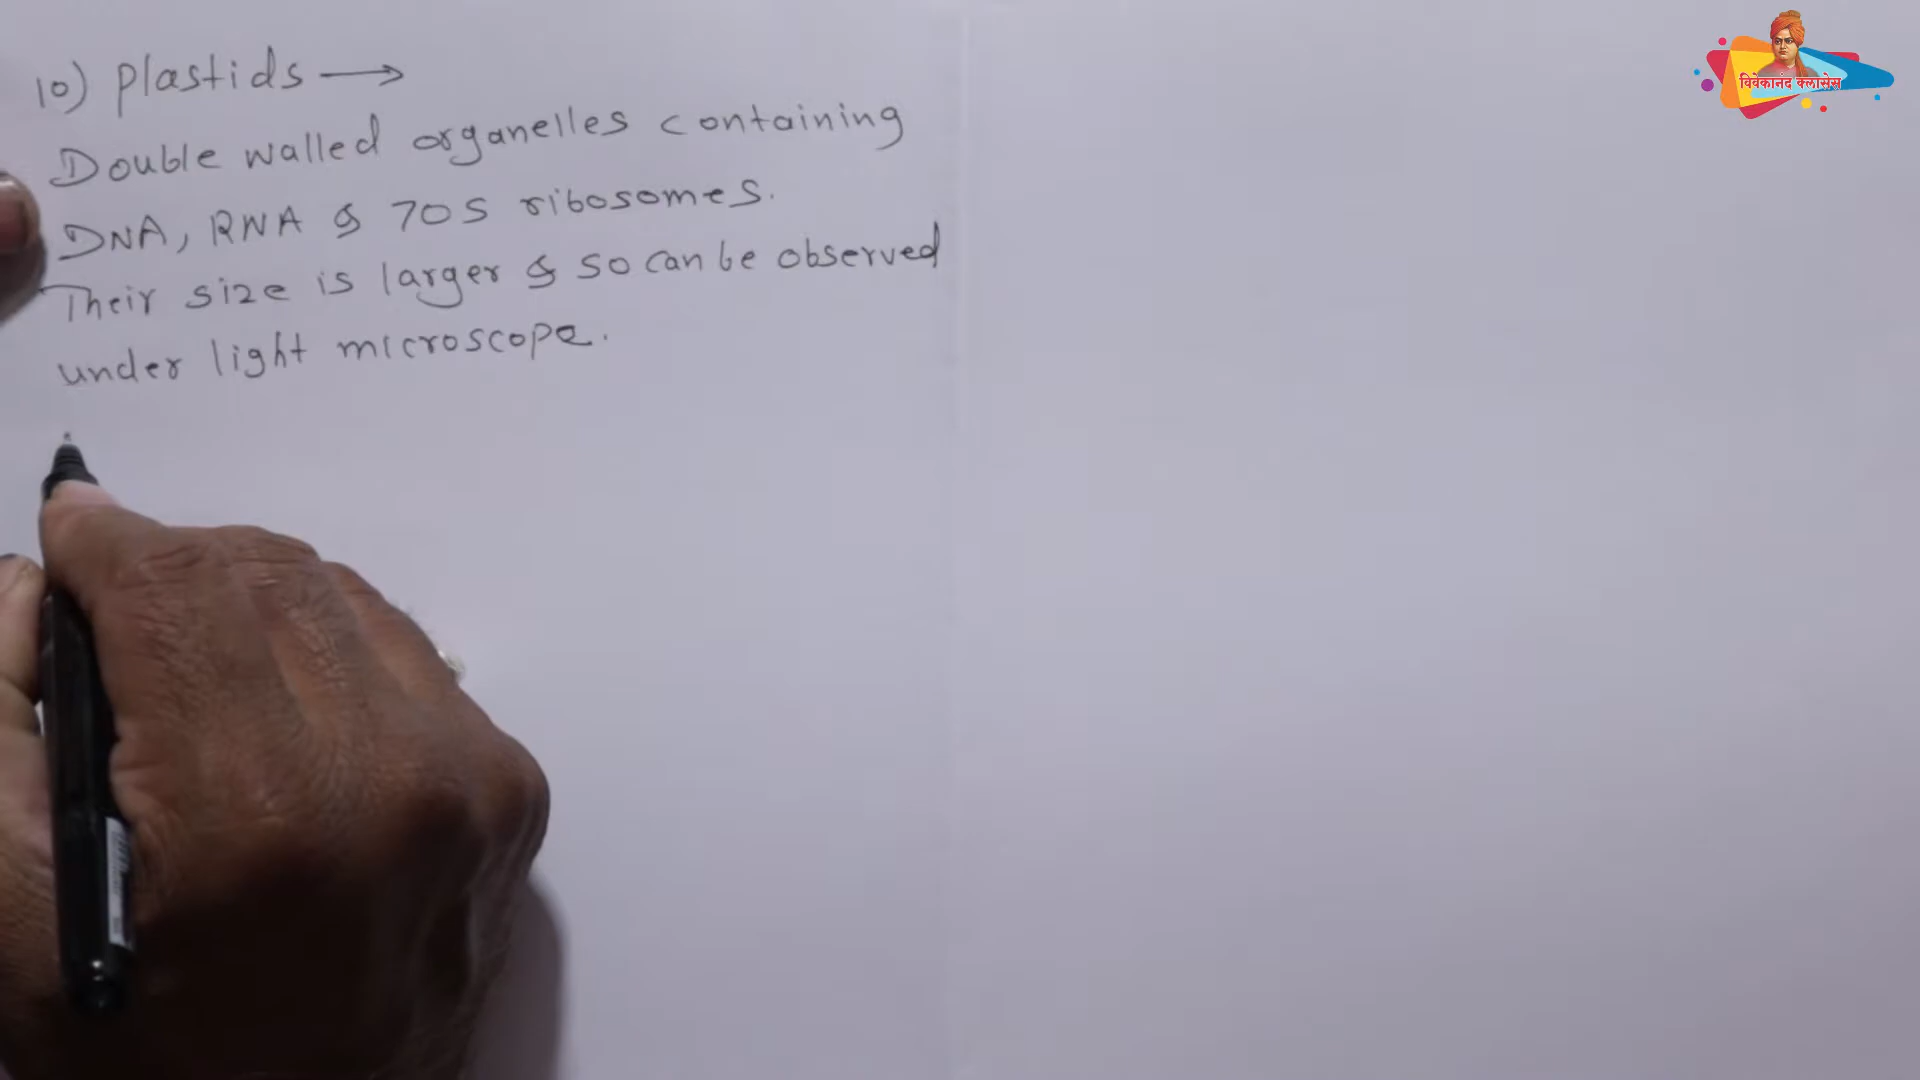 10) Plastids →
Double walled organelles containing
DNA, RNA & 70S ribosomes.
Their size is larger & so can be observed
under light microscope.
विवेकानंद क्लासेस